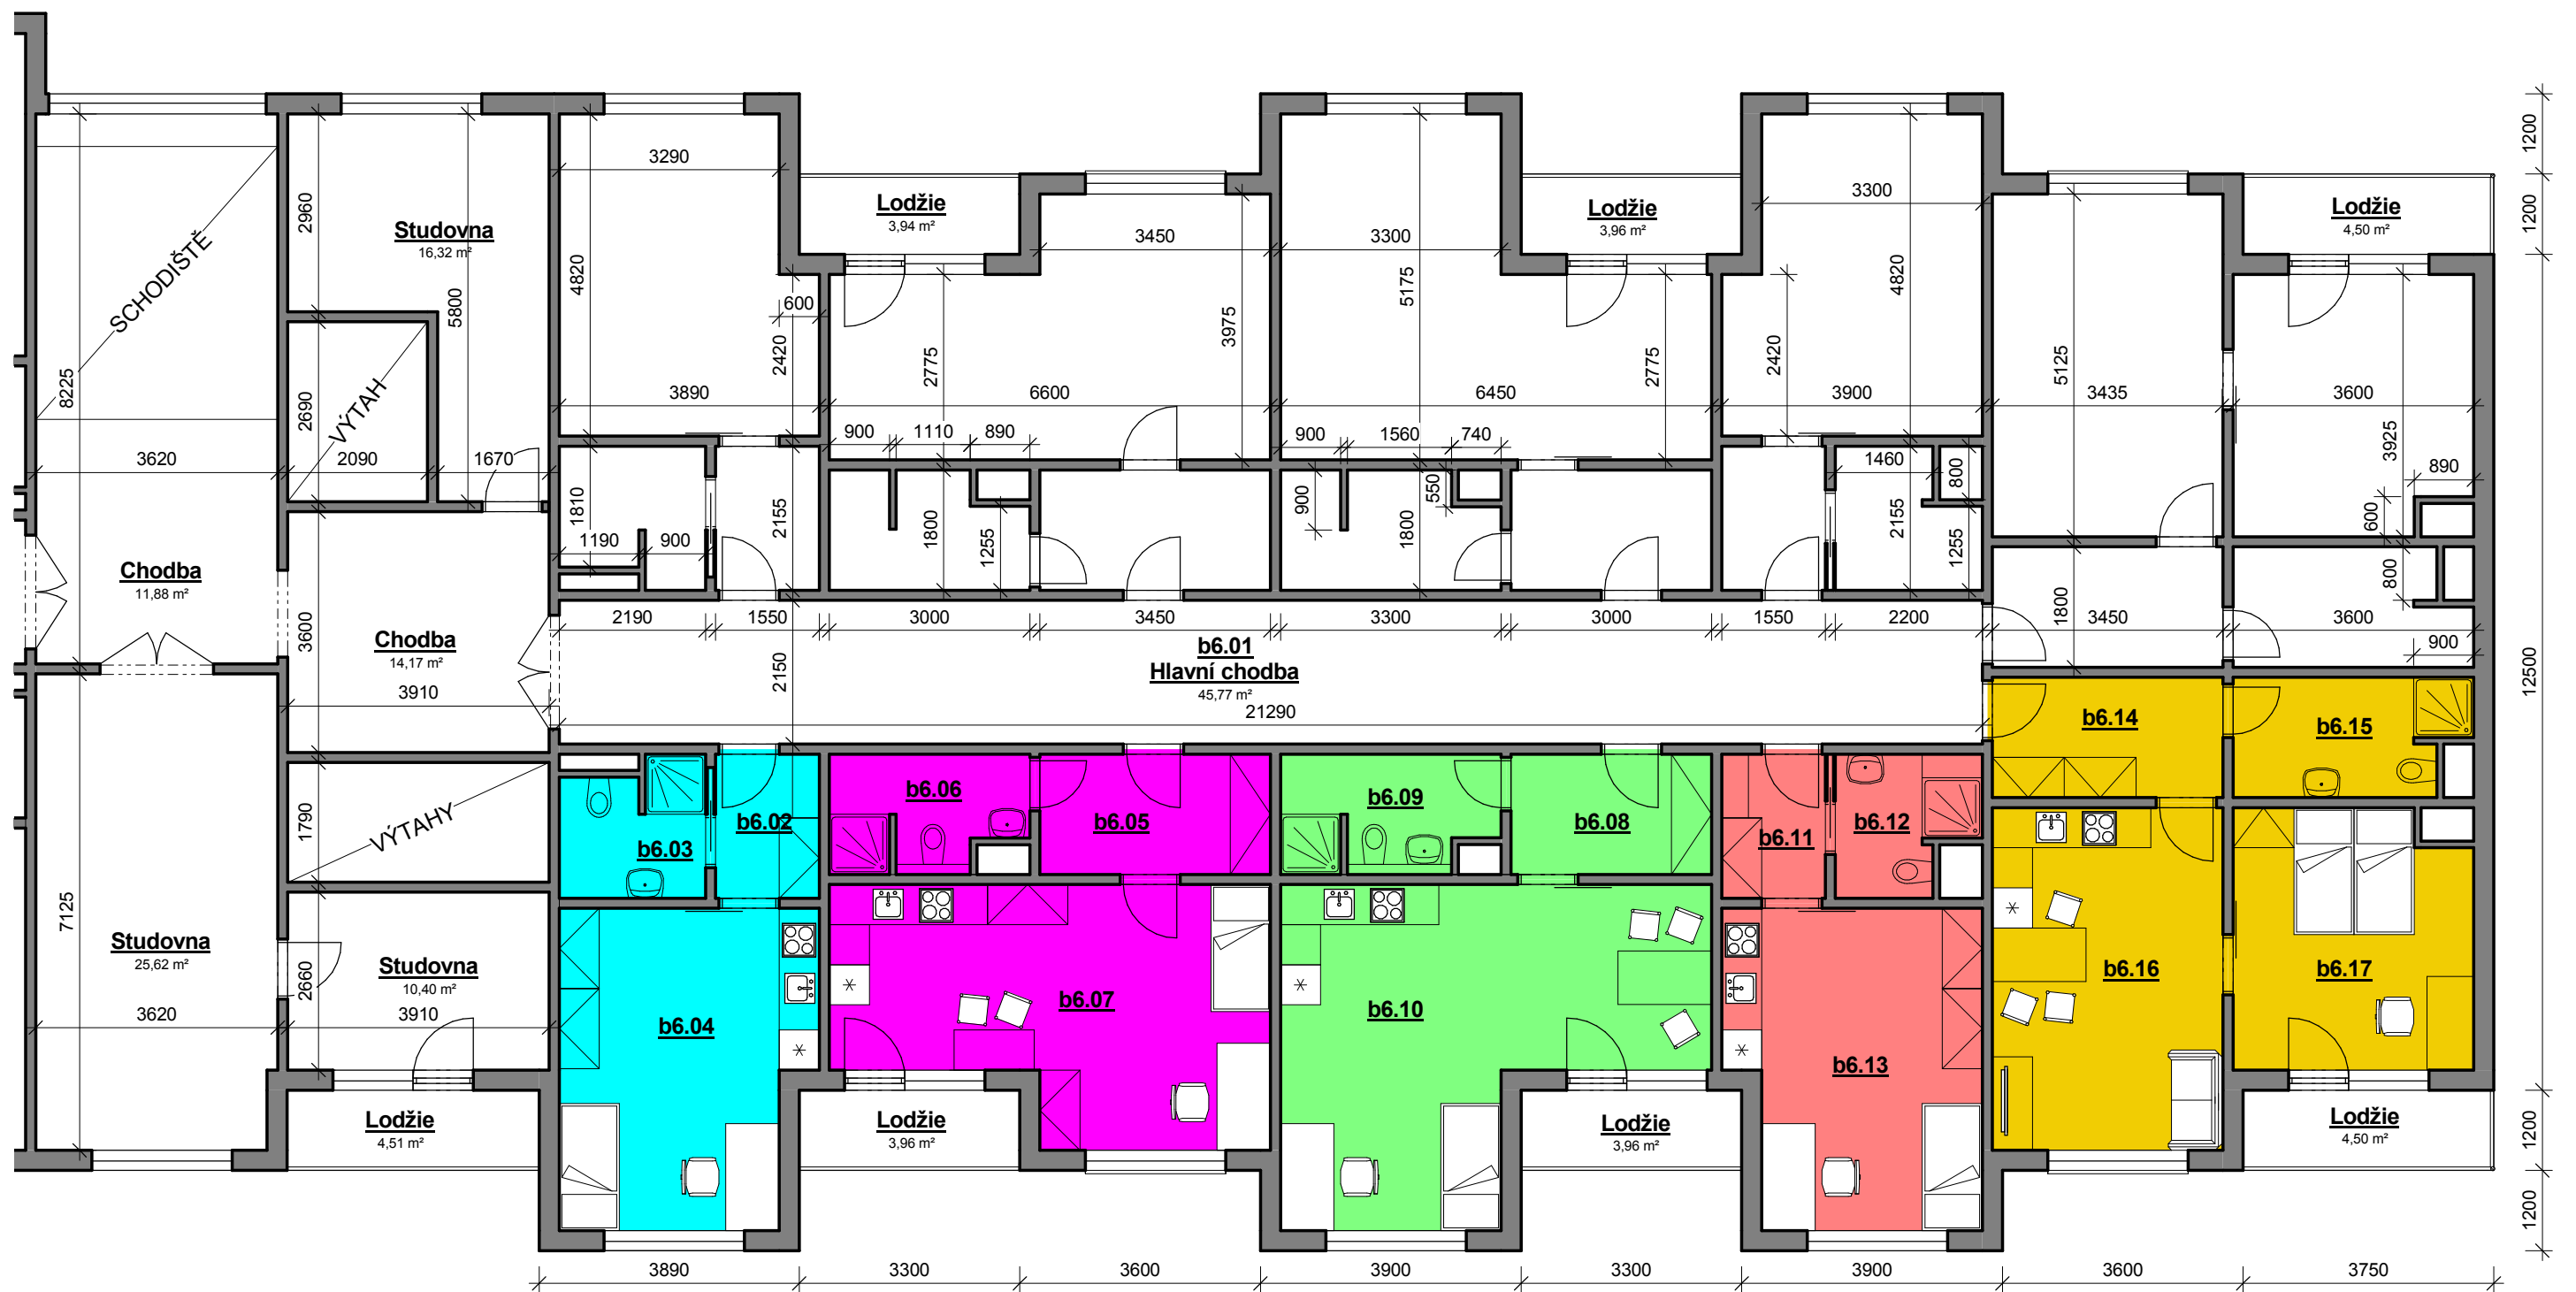 1200
3290
3300
Lodžie
3,94 m²
Lodžie
3,96 m²
Lodžie
4,50 m²
1200
2960
Studovna
16,32 m²
SCHODIŠTĚ
5800
4820
3450
3300
5175
4820
600
2420
2775
3975
2775
2420
5125
8225
2690
VÝTAH
3890
6600
6450
3900
3435
3600
3925
900
1110
890
900
1560
740
3620
2090
1670
1460
800
890
1810
2155
900
550
2155
600
1190
900
1800
1255
1800
1255
800
Chodba
11,88 m²
3600
Chodba
14,17 m²
3910
2190
1550
3000
3450
3300
3000
1550
2200
1800
3450
3600
900
2150
b6.01
Hlavní chodba
45,77 m²
21290
12500
b6.14
b6.15
1790
VÝTAHY
b6.02
b6.03
b6.06
b6.05
b6.09
b6.08
b6.11
b6.12
7125
Studovna
25,62 m²
2660
Studovna
10,40 m²
3620
3910
b6.04
b6.07
b6.10
b6.13
b6.16
b6.17
Lodžie
4,51 m²
Lodžie
3,96 m²
Lodžie
3,96 m²
Lodžie
4,50 m²
1200
1200
3890
3300
3600
3900
3300
3900
3600
3750